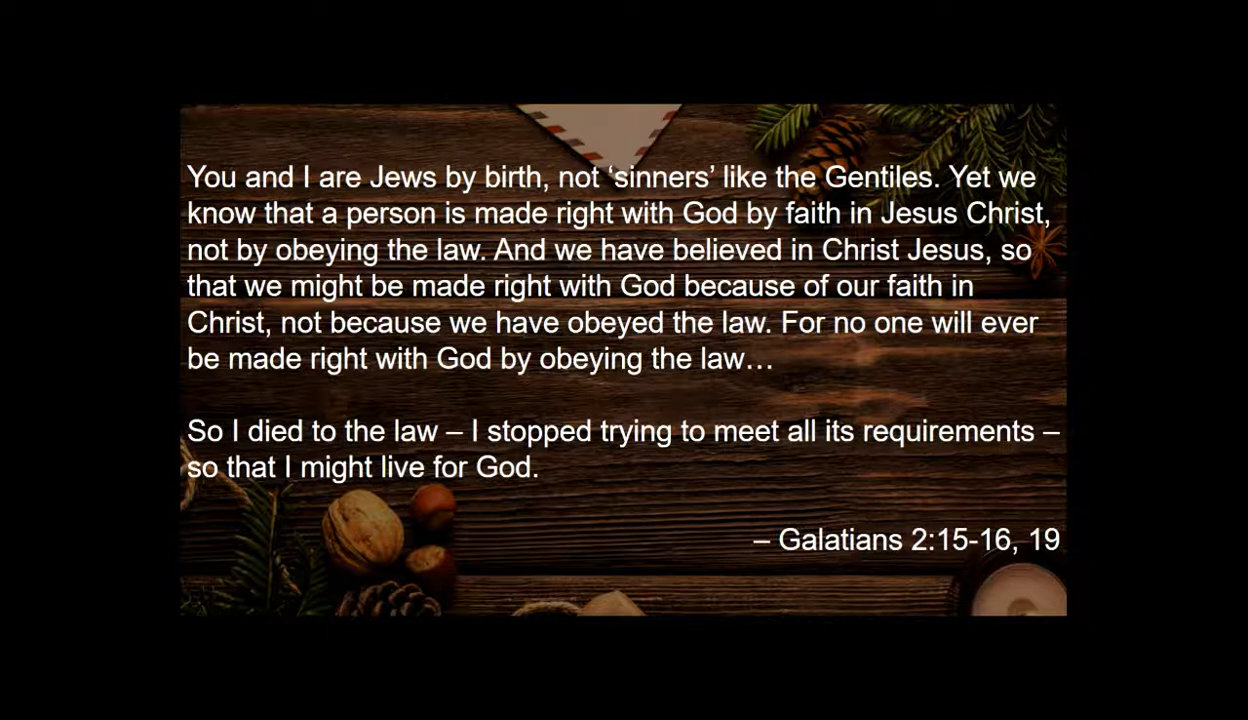 You and I are Jews by birth, not ‘sinners’ like the Gentiles. Yet we
know that a person is made right with God by faith in Jesus Christ,
not by obeying the law. And we have believed in Christ Jesus, so
that we might be made right with God because of our faith in
Christ, not because we have obeyed the law. For no one will ever
be made right with God by obeying the law…
So I died to the law – I stopped trying to meet all its requirements –
so that I might live for God.
– Galatians 2:15-16, 19